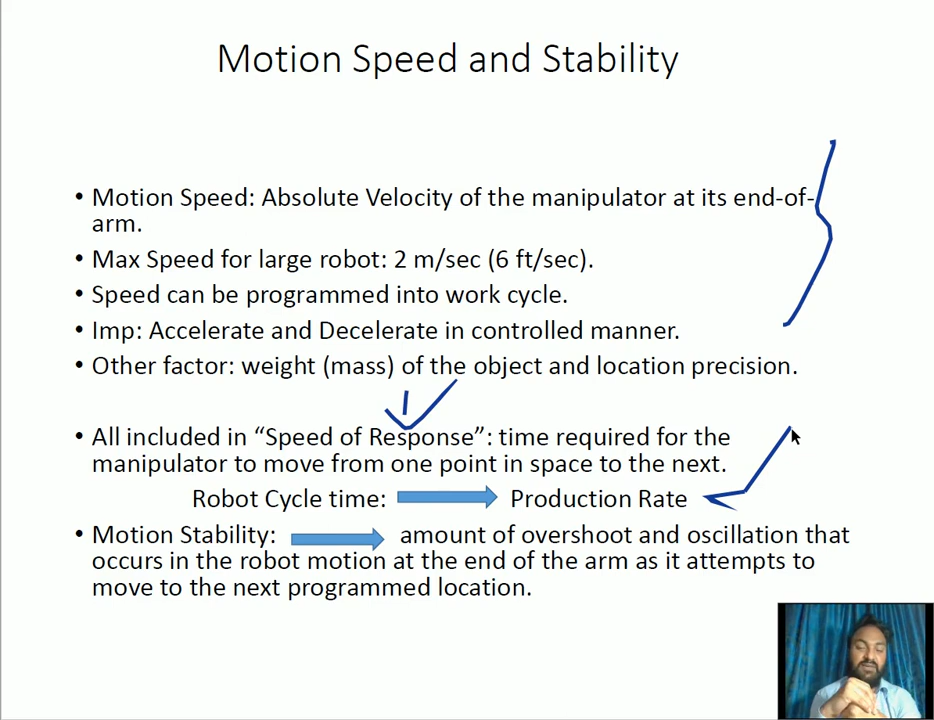 Motion Speed and Stability
• Motion Speed: Absolute Velocity of the manipulator at its end-of-
arm.
• Max Speed for large robot: 2 m/sec (6 ft/sec).
• Speed can be programmed into work cycle.
• Imp: Accelerate and Decelerate in controlled manner.
• Other factor: weight (mass) of the object and location precision.
• All included in “Speed of Response”: time required for the
manipulator to move from one point in space to the next.
Robot Cycle time: Production Rate
• Motion Stability: amount of overshoot and oscillation that
occurs in the robot motion at the end of the arm as it attempts to
move to the next programmed location.